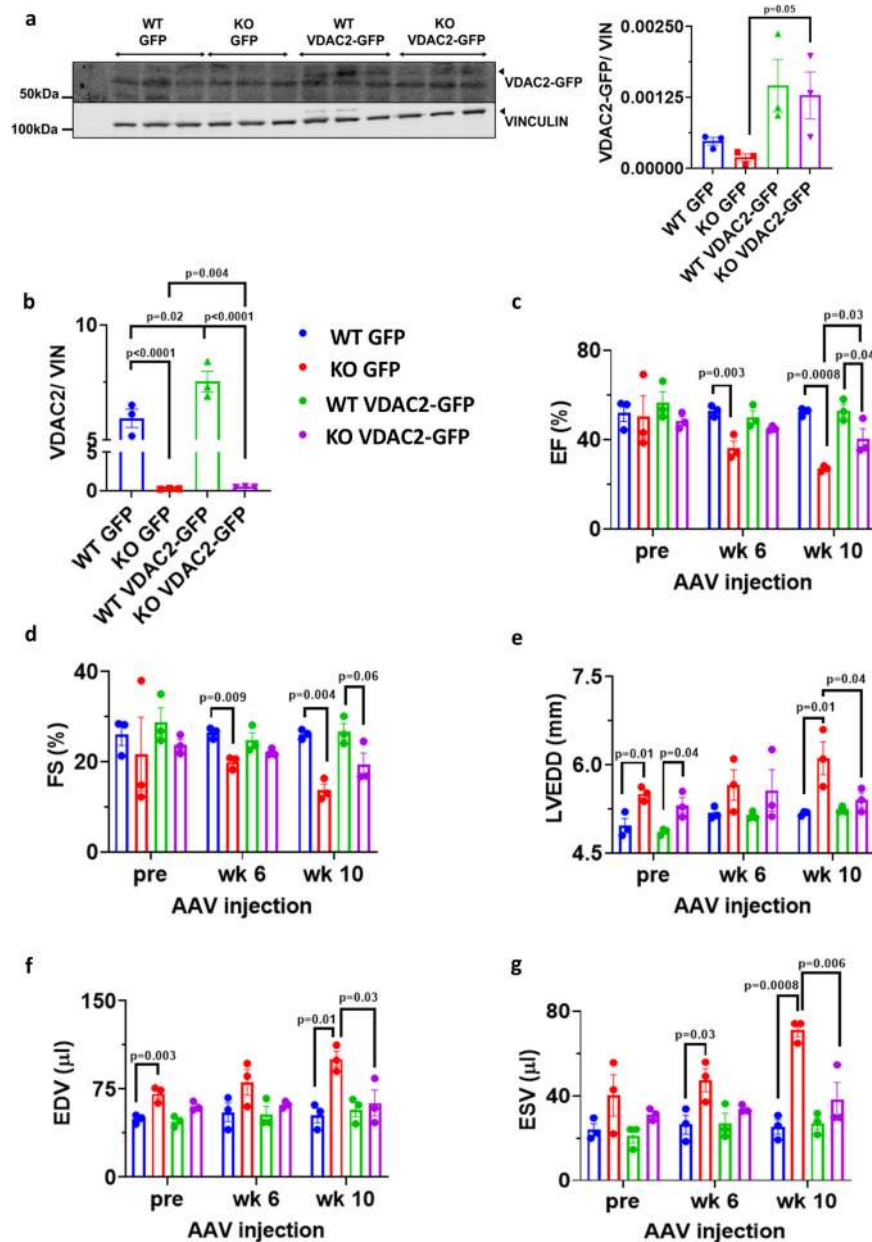 a
WT
GFP
KO
GFP
WT
VDAC2-GFP
KO
VDAC2-GFP
50kDa
VDAC2-GFP
100kDa
VINCULIN
p=0.05
VDAC2-GFP/ VIN
0.00250
0.00125
0.00000
WT GFP
KO GFP
WT VDAC2-GFP
KO VDAC2-GFP
b
p=0.004
p=0.02
p<0.0001
p<0.0001
VDAC2/ VIN
10
5
5
0
WT GFP
KO GFP
WT VDAC2-GFP
KO VDAC2-GFP
WT GFP
KO GFP
WT VDAC2-GFP
KO VDAC2-GFP
c
p=0.03
p=0.003
p=0.0008
p=0.04
EF (%)
80
40
0
pre
wk 6
wk 10
AAV injection
d
p=0.009
p=0.004
p=0.06
FS (%)
40
20
0
pre
wk 6
wk 10
AAV injection
e
p=0.04
p=0.01
p=0.01
p=0.04
LVEDD (mm)
7.5
6.0
4.5
pre
wk 6
wk 10
AAV injection
f
p=0.03
p=0.01
p=0.003
EDV (µl)
150
75
0
pre
wk 6
wk 10
AAV injection
g
p=0.006
p=0.0008
p=0.03
ESV (µl)
80
40
0
pre
wk 6
wk 10
AAV injection